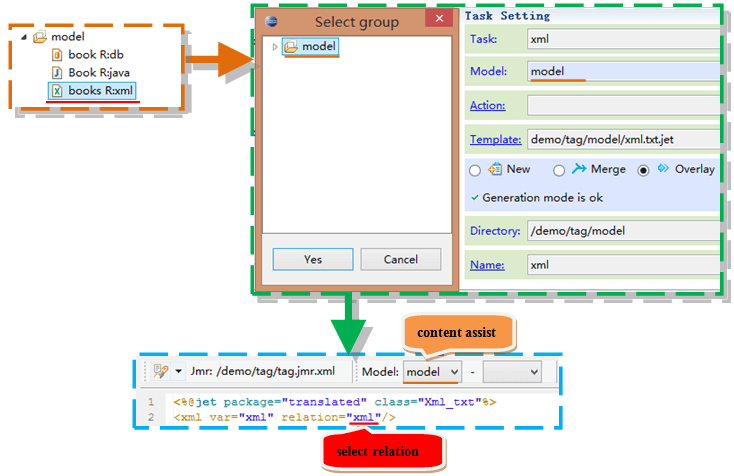 model
book R:db
Book R:java
books R:xml
Select group
model
Yes
Cancel
Task Setting
Task: xml
Model: model
Action:
Template: demo/tag/model/xml.txt.jet
New Merge Overlay
Generation mode is ok
Directory: /demo/tag/model
Name: xml
content assist
Jmr: /demo/tag/tag.jmr.xml Model: model -
1 <%@jet package="translated" class="Xml_txt"%>
2 <xml var="xml" relation="xml"/>
select relation